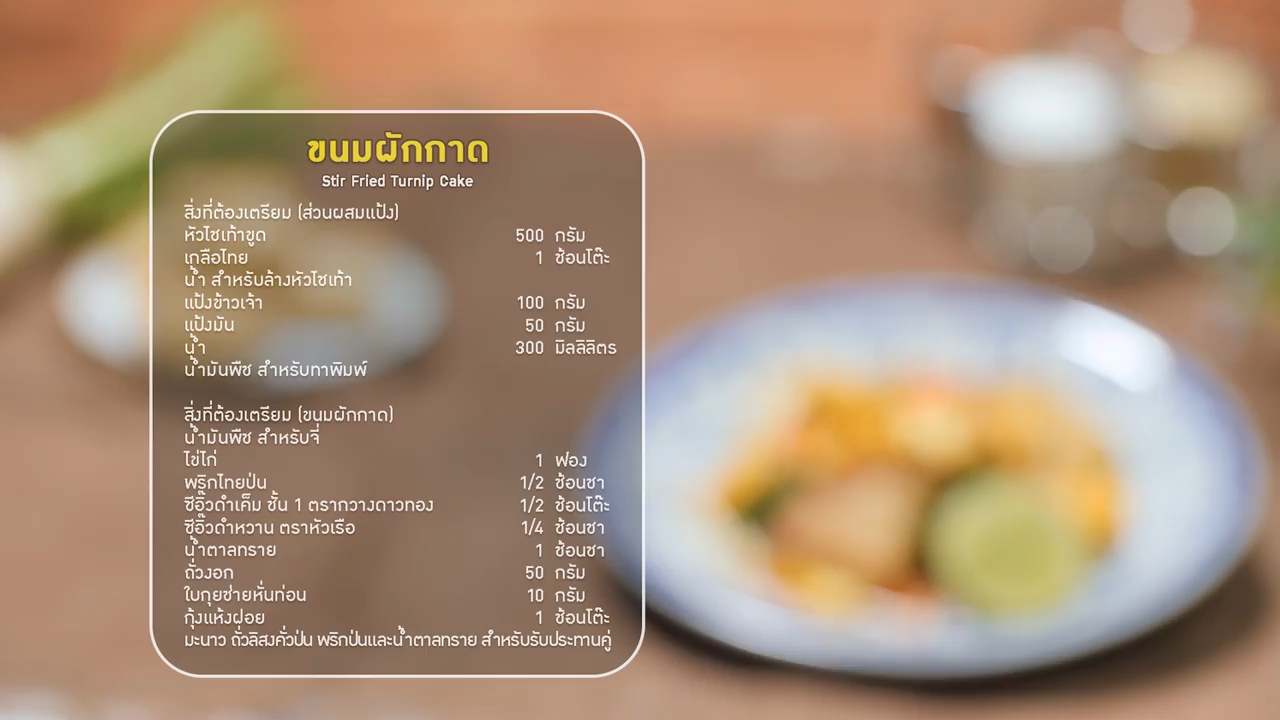 ขนมผักกาด
Stir Fried Turnip Cake
สิ่งที่ต้องเตรียม (ส่วนผสมแป้ง)
หัวไชเท้าขูด 500 กรัม
เกลือไทย 1 ช้อนโต๊ะ
น้ำ สำหรับล้างหัวไชเท้า
แป้งข้าวเจ้า 100 กรัม
แป้งมัน 50 กรัม
น้ำ 300 มิลลิลิตร
น้ำมันพืช สำหรับทาพิมพ์
สิ่งที่ต้องเตรียม (ขนมผักกาด)
น้ำมันพืช สำหรับจี่
ไข่ไก่ 1 ฟอง
พริกไทยป่น 1/2 ช้อนชา
ซีอิ๊วดำเค็ม ชั้น 1 ตรากวางดาวทอง 1/2 ช้อนโต๊ะ
ซีอิ๊วดำหวาน ตราหัวเรือ 1/4 ช้อนชา
น้ำตาลทราย 1 ช้อนชา
ถั่วงอก 50 กรัม
ใบกุยช่ายหั่นท่อน 10 กรัม
กุ้งแห้งฝอย 1 ช้อนโต๊ะ
มะนาว ถั่วลิสงคั่วป่น พริกป่นและน้ำตาลทราย สำหรับรับประทานคู่